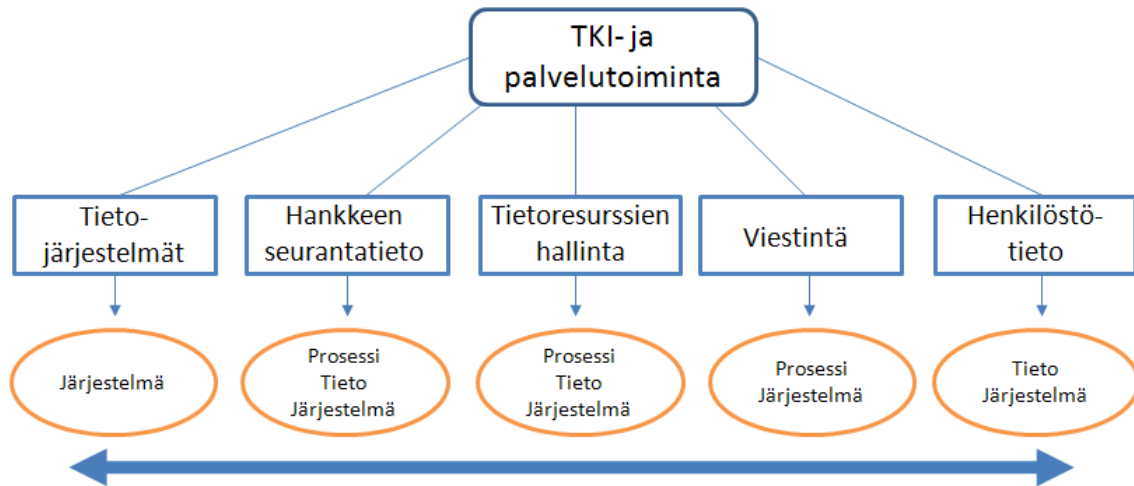 TKI- ja
palvelutoiminta
Tieto-
järjestelmät
Hankkeen
seurantatieto
Tietoresurssien
hallinta
Viestintä
Henkilöstö-
tieto
Järjestelmä
Prosessi
Tieto
Järjestelmä
Prosessi
Tieto
Järjestelmä
Prosessi
Järjestelmä
Tieto
Järjestelmä